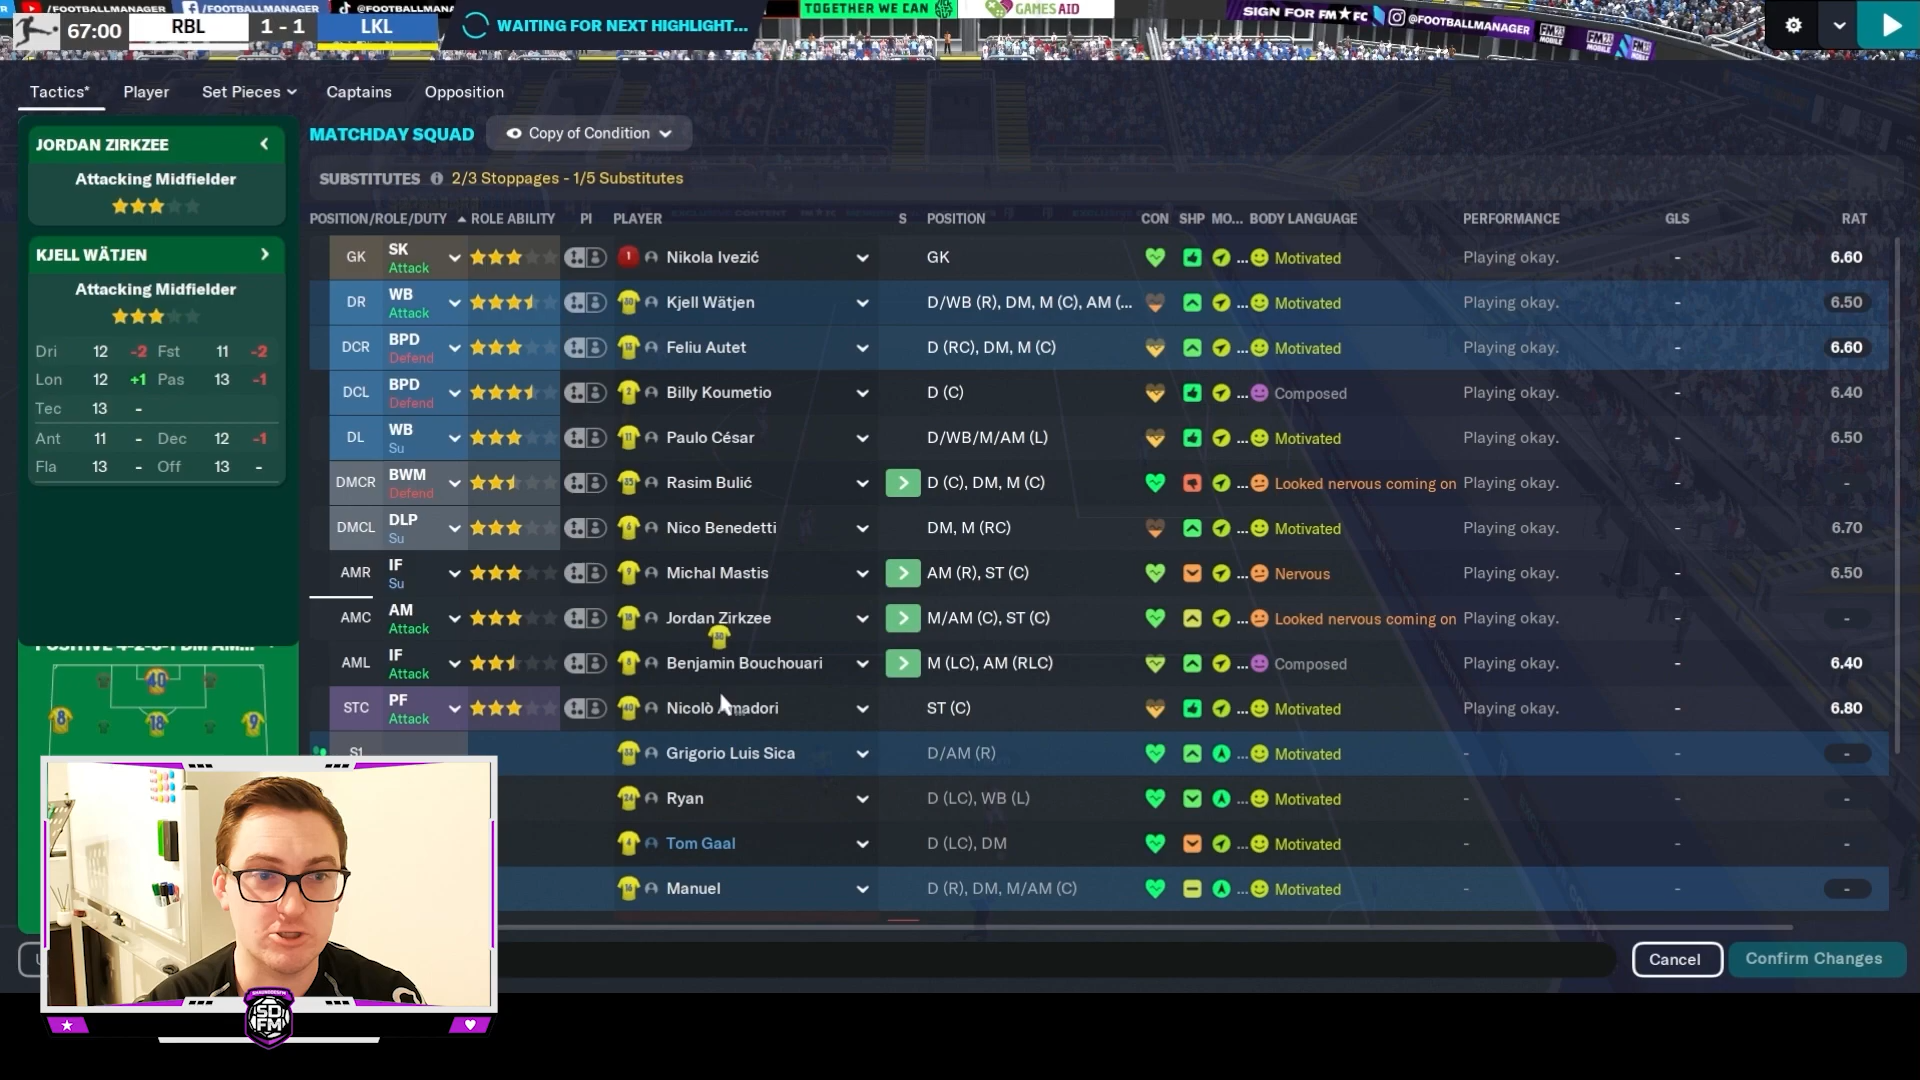 /FOOTBALLMANAGER
/FOOTBALLMANAGER
@FOOTBALLMANA
TOGETHER WE CAN
GAMES AID
SIGN FOR FM★FC
@FOOTBALLMANAGER
67:00
RBL
1 - 1
LKL
WAITING FOR NEXT HIGHLIGHT...
Tactics*
Player
Set Pieces
Captains
Opposition
JORDAN ZIRKZEE
Attacking Midfielder
KJELL WÄTJEN
Attacking Midfielder
Dri 12 -2 Fst 11 -2
Lon 12 +1 Pas 13 -1
Tec 13 -
Ant 11 - Dec 12 -1
Fla 13 - Off 13 -
40
8
18
9
MATCHDAY SQUAD
Copy of Condition
SUBSTITUTES 2/3 Stoppages - 1/5 Substitutes
POSITION/ROLE/DUTY ROLE ABILITY PI PLAYER S POSITION CON SHP MO... BODY LANGUAGE PERFORMANCE GLS RAT
GK SK Attack Nikola Ivezić GK Motivated Playing okay. - 6.60
DR WB Attack Kjell Wätjen D/WB (R), DM, M (C), AM (... ... Motivated Playing okay. - 6.50
DCR BPD Defend Feliu Autet D (RC), DM, M (C) ... Motivated Playing okay. - 6.60
DCL BPD Defend Billy Koumetio D (C) ... Composed Playing okay. - 6.40
DL WB Su Paulo César D/WB/M/AM (L) ... Motivated Playing okay. - 6.50
DMCR BWM Defend Rasim Bulić D (C), DM, M (C) ... Looked nervous coming on Playing okay. - -
DMCL DLP Su Nico Benedetti DM, M (RC) ... Motivated Playing okay. - 6.70
AMR IF Su Michal Mastis AM (R), ST (C) ... Nervous Playing okay. - 6.50
AMC AM Attack Jordan Zirkzee M/AM (C), ST (C) ... Looked nervous coming on Playing okay. - -
AML IF Attack Benjamin Bouchouari M (LC), AM (RLC) ... Composed Playing okay. - 6.40
STC PF Attack Nicolò Amadori ST (C) ... Motivated Playing okay. - 6.80
S1 Grigorio Luis Sica D/AM (R) ... Motivated - - -
Ryan D (LC), WB (L) ... Motivated - - -
Tom Gaal D (LC), DM ... Motivated - - -
Manuel D (R), DM, M/AM (C) ... Motivated - - -
Cancel
Confirm Changes
SDFM